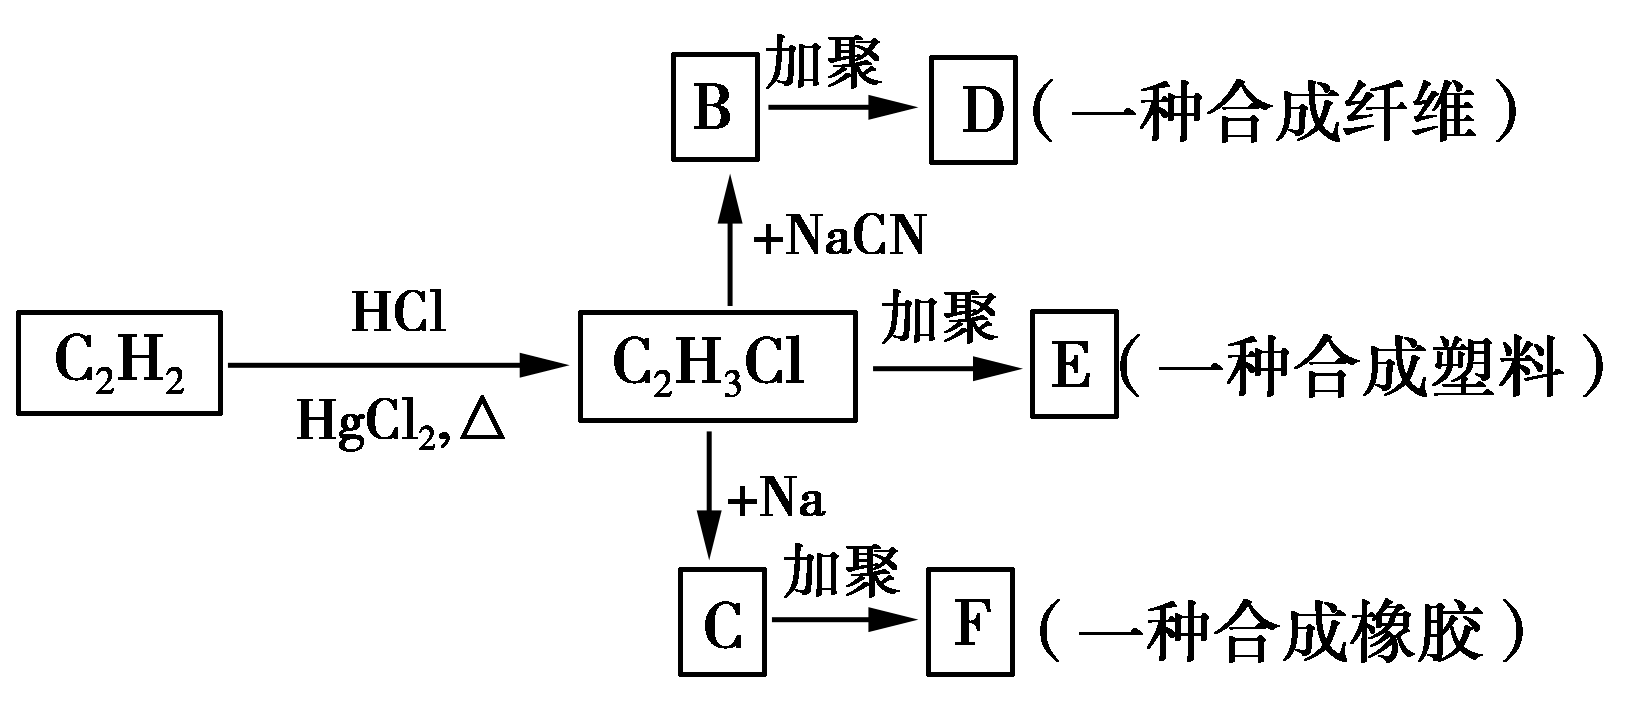 B 加聚 D (一种合成纤维)
+NaCN
C₂H₂ HCl HgCl₂,△ C₂H₃Cl 加聚 E (一种合成塑料)
+Na
C 加聚 F (一种合成橡胶)